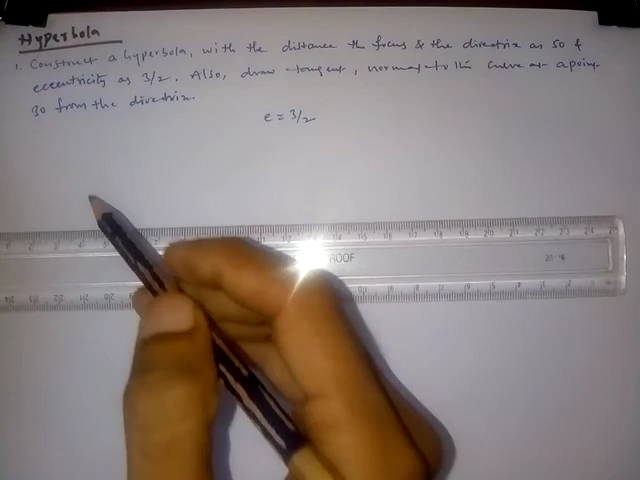 Hyperbola
1. Construct a hyperbola, with the distance the focus & the directrix as 50 &
eccentricity as 3/2. Also, draw tangent, normal to the curve at a point
30 from the directrix.
e = 3/2
ROOF